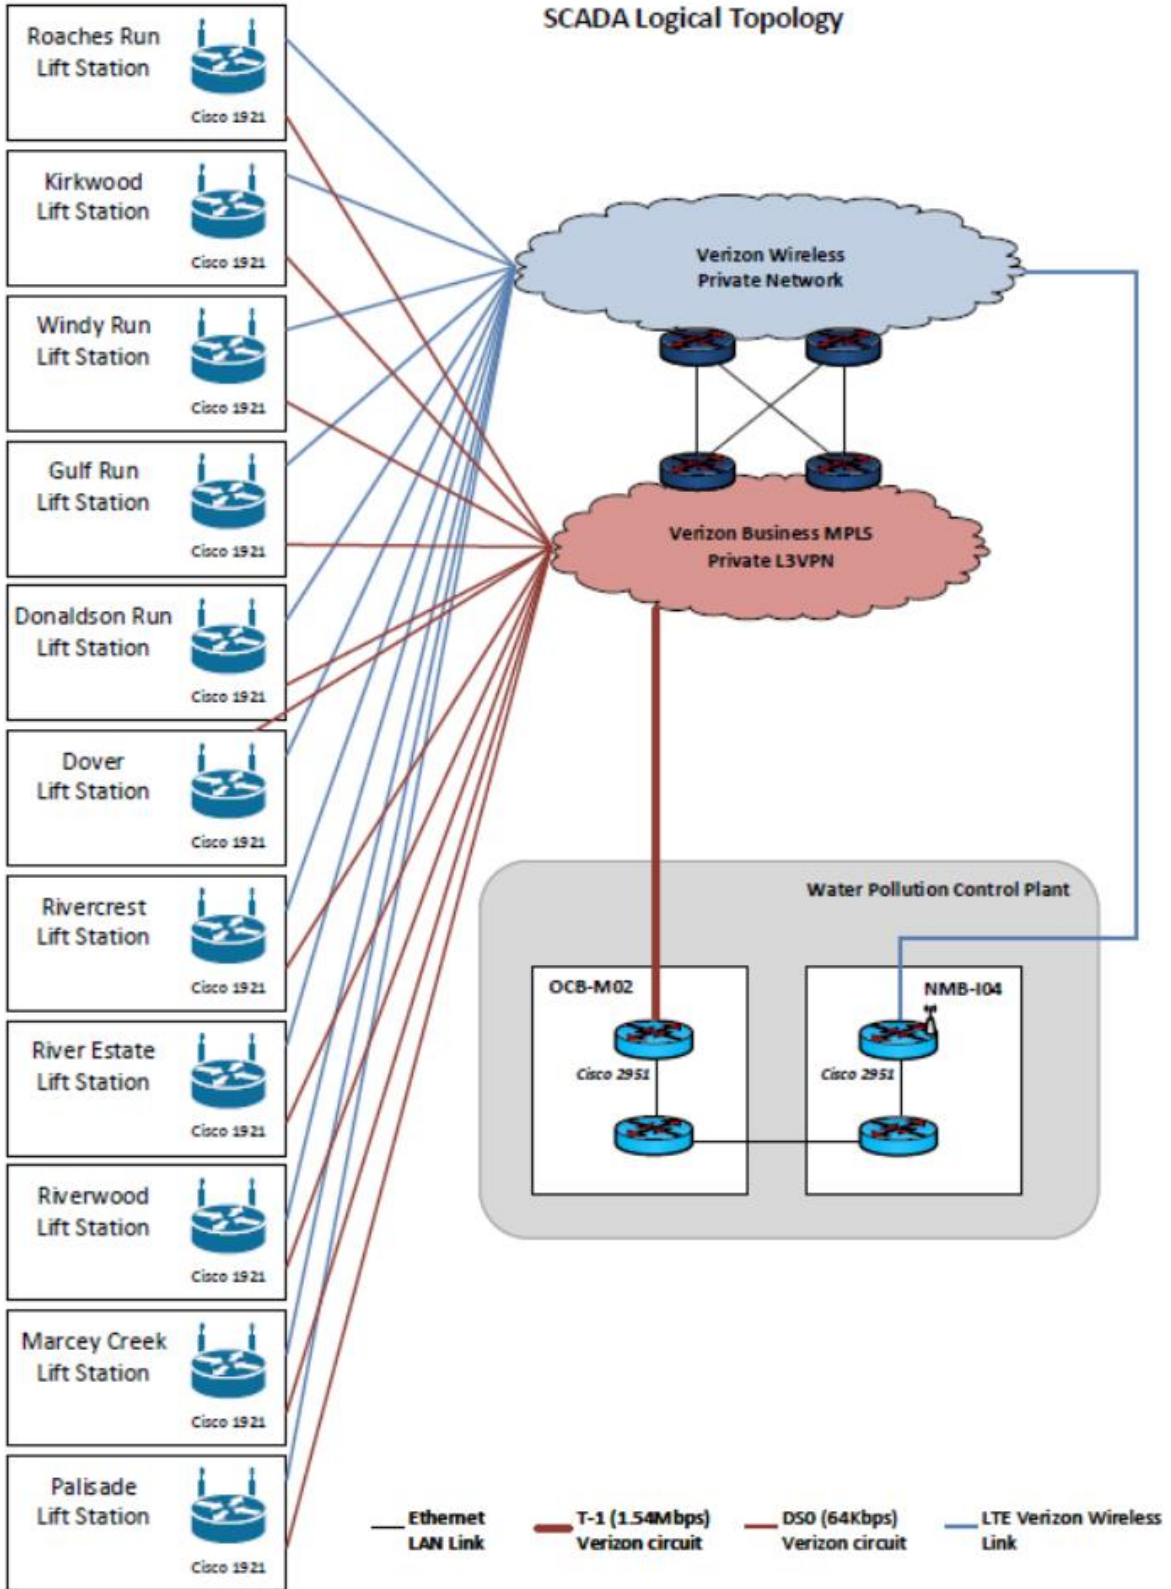 SCADA Logical Topology
Roaches Run
Lift Station
Cisco 1921
Kirkwood
Lift Station
Cisco 1921
Windy Run
Lift Station
Cisco 1921
Gulf Run
Lift Station
Cisco 1921
Donaldson Run
Lift Station
Cisco 1921
Dover
Lift Station
Cisco 1921
Rivercrest
Lift Station
Cisco 1921
River Estate
Lift Station
Cisco 1921
Riverwood
Lift Station
Cisco 1921
Marcey Creek
Lift Station
Cisco 1921
Palisade
Lift Station
Cisco 1921
Verizon Wireless
Private Network
Verizon Business MPLS
Private L3VPN
Water Pollution Control Plant
OCB-M02
Cisco 2951
NMB-I04
Cisco 2951
Ethernet
LAN Link
T-1 (1.54Mbps)
Verizon circuit
DS0 (64Kbps)
Verizon circuit
LTE Verizon Wireless
Link